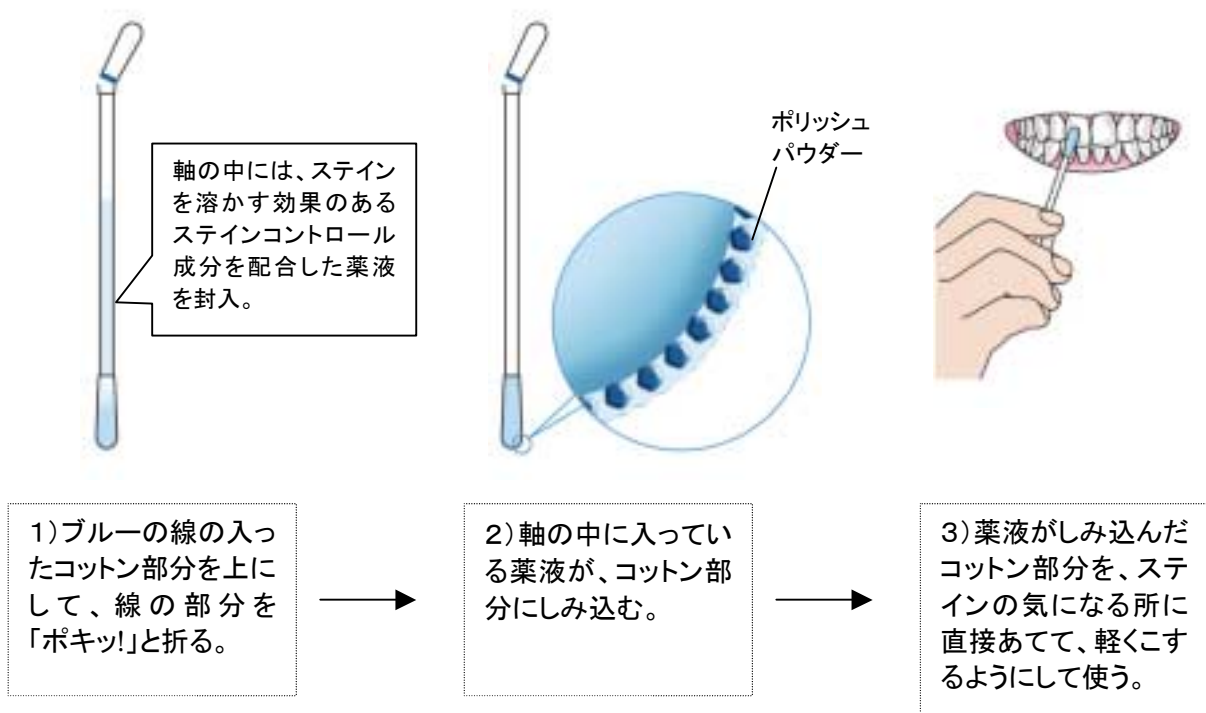 軸の中には、ステイン
を溶かす効果のある
ステインコントロール
成分を配合した薬液
を封入。
ポリッシュ
パウダー
1)ブルーの線の入っ
たコットン部分を上に
して、線の部分を
「ポキッ!」と折る。
2)軸の中に入ってい
る薬液が、コットン部
分にしみ込む。
3)薬液がしみ込んだ
コットン部分を、ステ
インの気になる所に
直接あてて、軽くこす
るようにして使う。